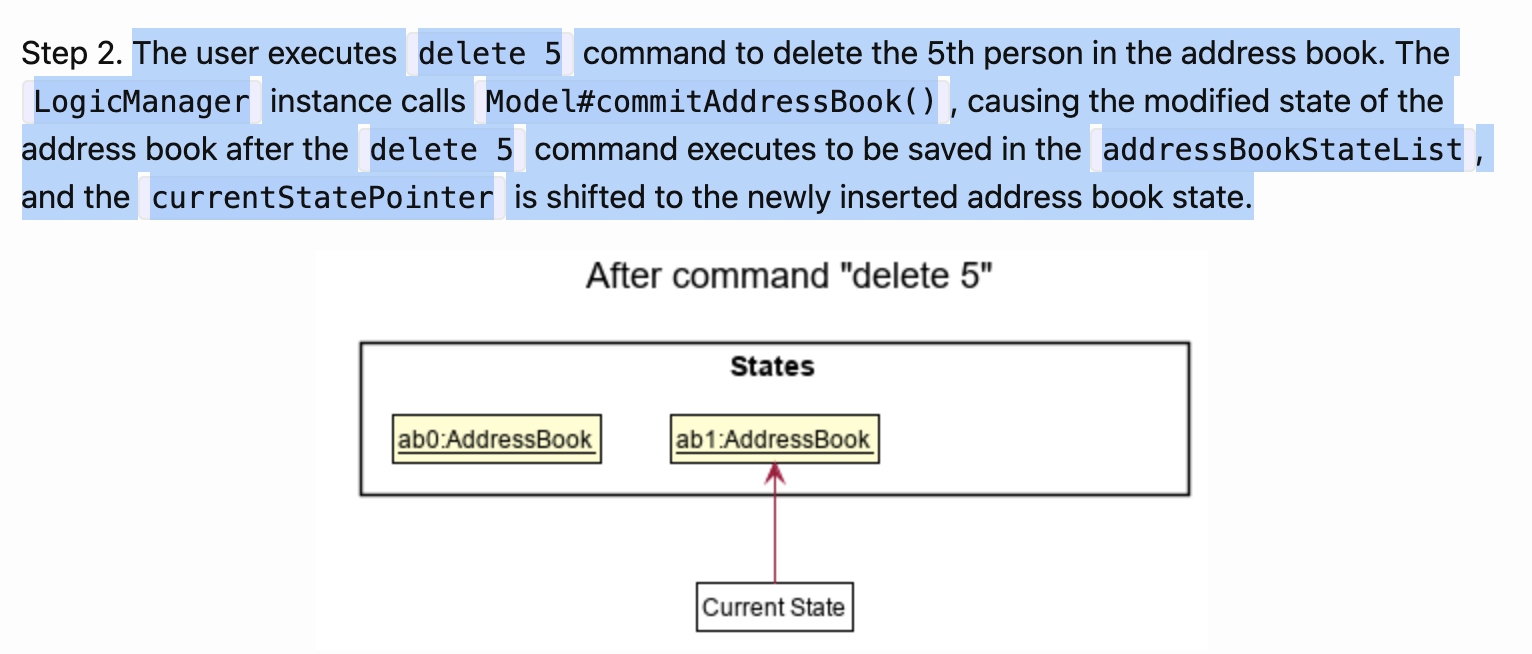 Step 2. The user executes delete 5 command to delete the 5th person in the address book. The
LogicManager instance calls Model#commitAddressBook() , causing the modified state of the
address book after the delete 5 command executes to be saved in the addressBookStateList ,
and the currentStatePointer is shifted to the newly inserted address book state.
After command "delete 5"
States
ab0:AddressBook
ab1:AddressBook
Current State